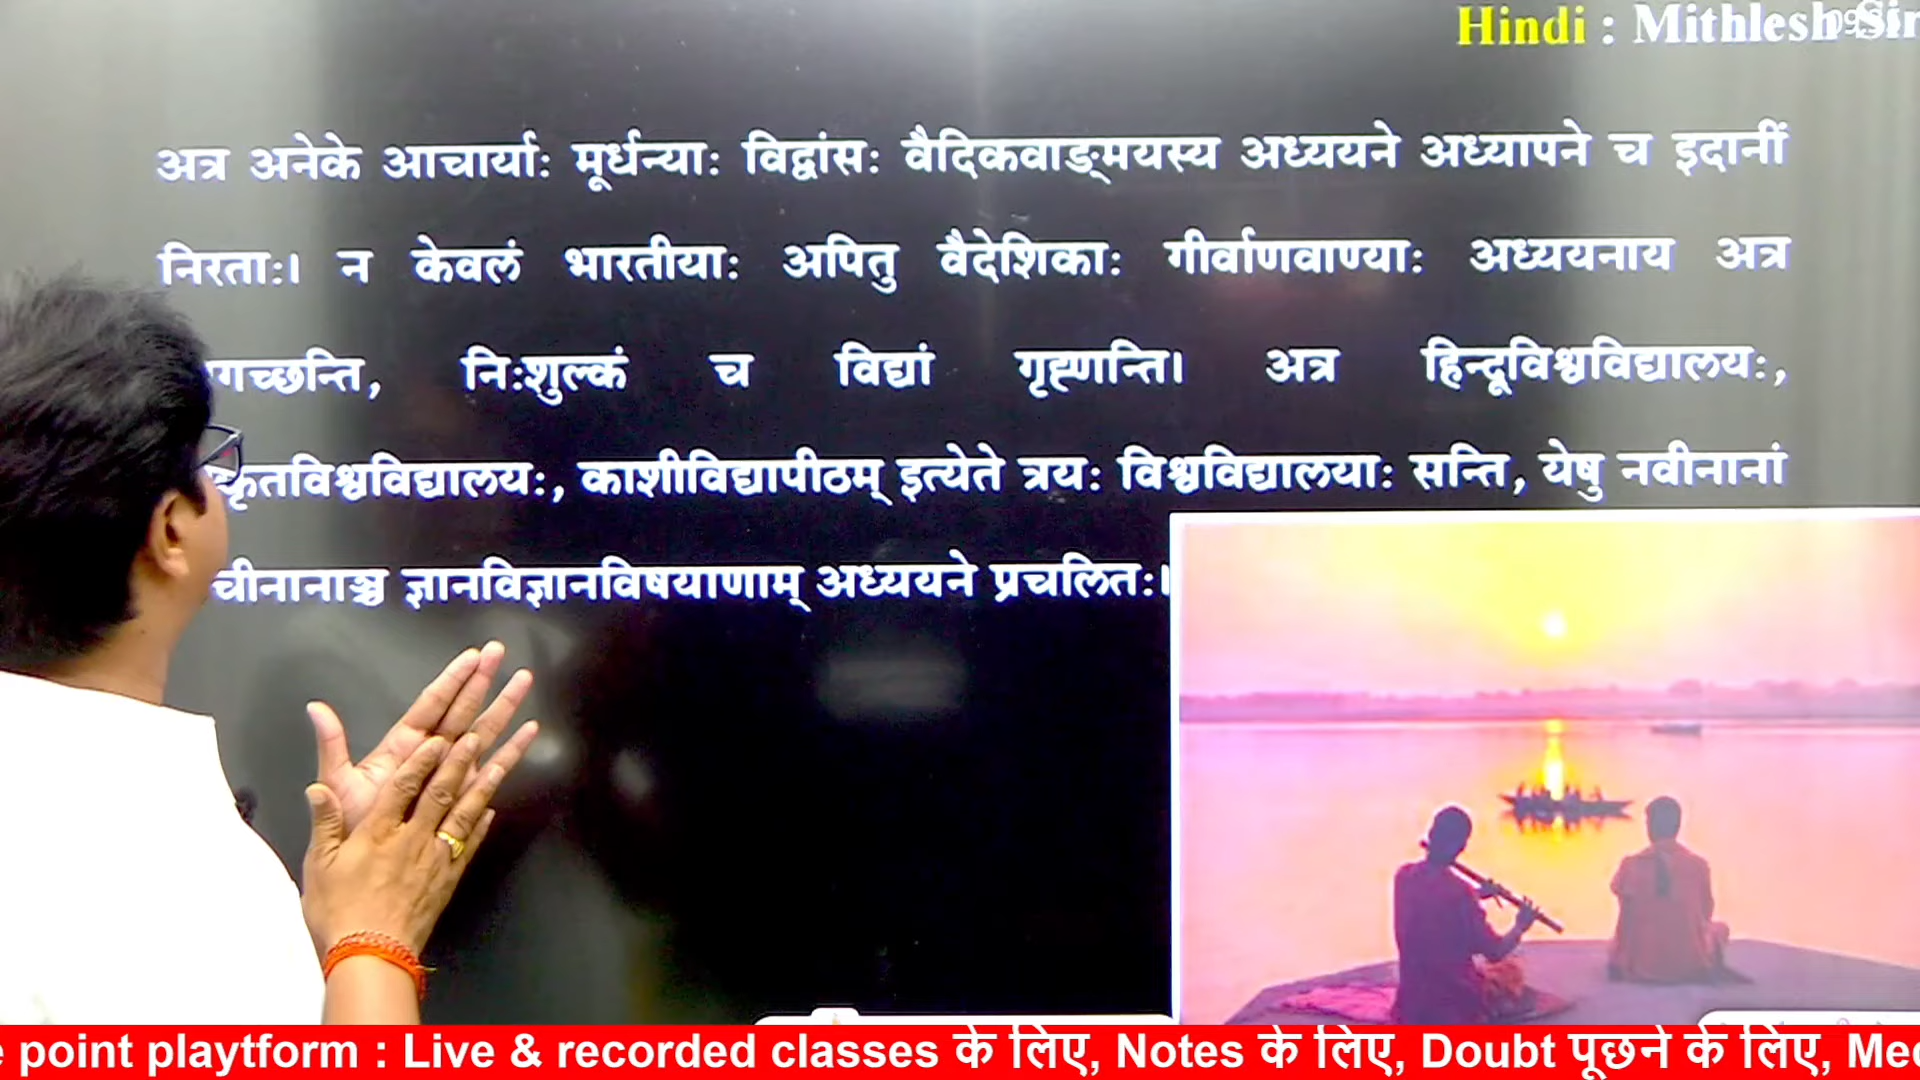 Hindi : Mithlesh Sir
अत्र अनेके आचार्याः मूर्धन्याः विद्वांसः वैदिकवाङ्मयस्य अध्ययने अध्यापने च इदानीं
निरताः। न केवलं भारतीयाः अपितु वैदेशिकाः गीर्वाणवाण्याः अध्ययनाय अत्र
गच्छन्ति, निःशुल्कं च विद्यां गृह्णन्ति। अत्र हिन्दूविश्वविद्यालयः,
स्कृतविश्वविद्यालयः, काशीविद्यापीठम् इत्येते त्रयः विश्वविद्यालयाः सन्ति, येषु नवीनानां
चीनानाञ्च ज्ञानविज्ञानविषयाणाम् अध्ययने प्रचलितः।
e point playtform : Live & recorded classes के लिए, Notes के लिए, Doubt पूछने के लिए, Med